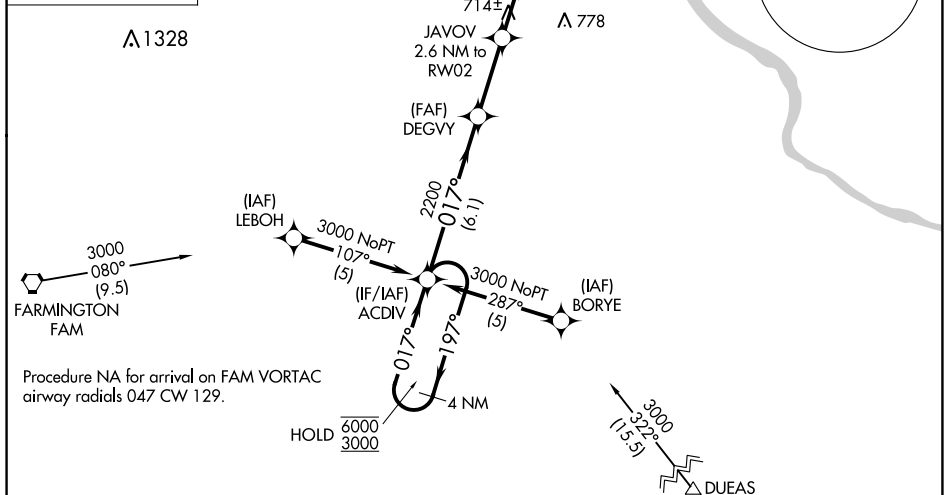 714±
778
1328
JAVOV
2.6 NM to
RW02
(FAF)
DEGVY
2200
017°
(6.1)
(IAF)
LEBOH
3000 NoPT
107°
(5)
3000
080°
(9.5)
FARMINGTON
FAM
(IF/IAF)
ACDIV
3000 NoPT
287°
(5)
(IAF)
BORYE
017°
197°
Procedure NA for arrival on FAM VORTAC
airway radials 047 CW 129.
4 NM
HOLD
6000
3000
3000
322°
(15.5)
DUEAS